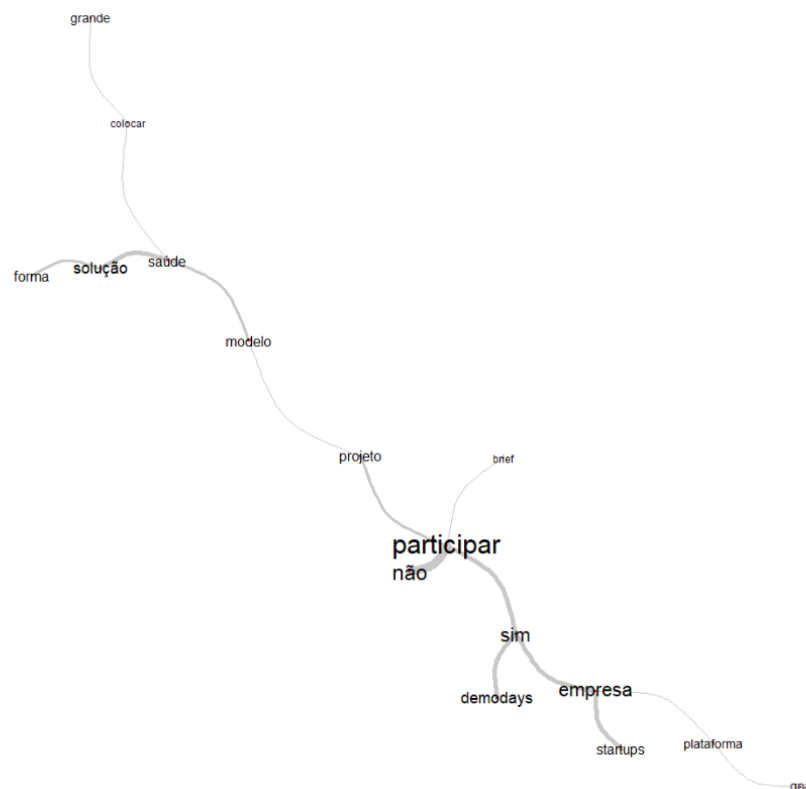 grande
colocar
saúde
solução
forma
modelo
projeto
brief
participar
não
sim
empresa
demodays
plataforma
startups